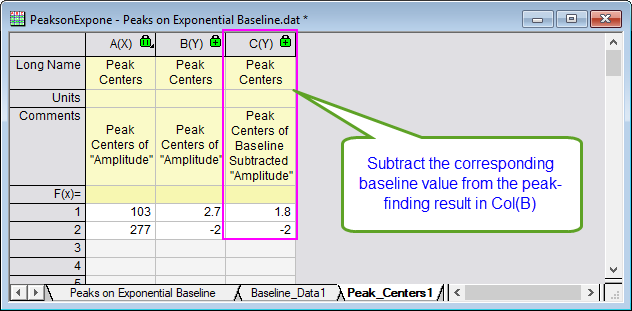 PeaksonExpone - Peaks on Exponential Baseline.dat *
A(X) B(Y) C(Y)
Long Name Peak Centers Peak Centers Peak Centers
Units
Comments Peak Centers of "Amplitude" Peak Centers of "Amplitude" Peak Centers of Baseline Subtracted "Amplitude"
F(x)=
1 103 2.7 1.8
2 277 -2 -2
3
4
5
Subtract the corresponding
baseline value from the peak-
finding result in Col(B)
Peaks on Exponential Baseline Baseline_Data1 Peak_Centers1